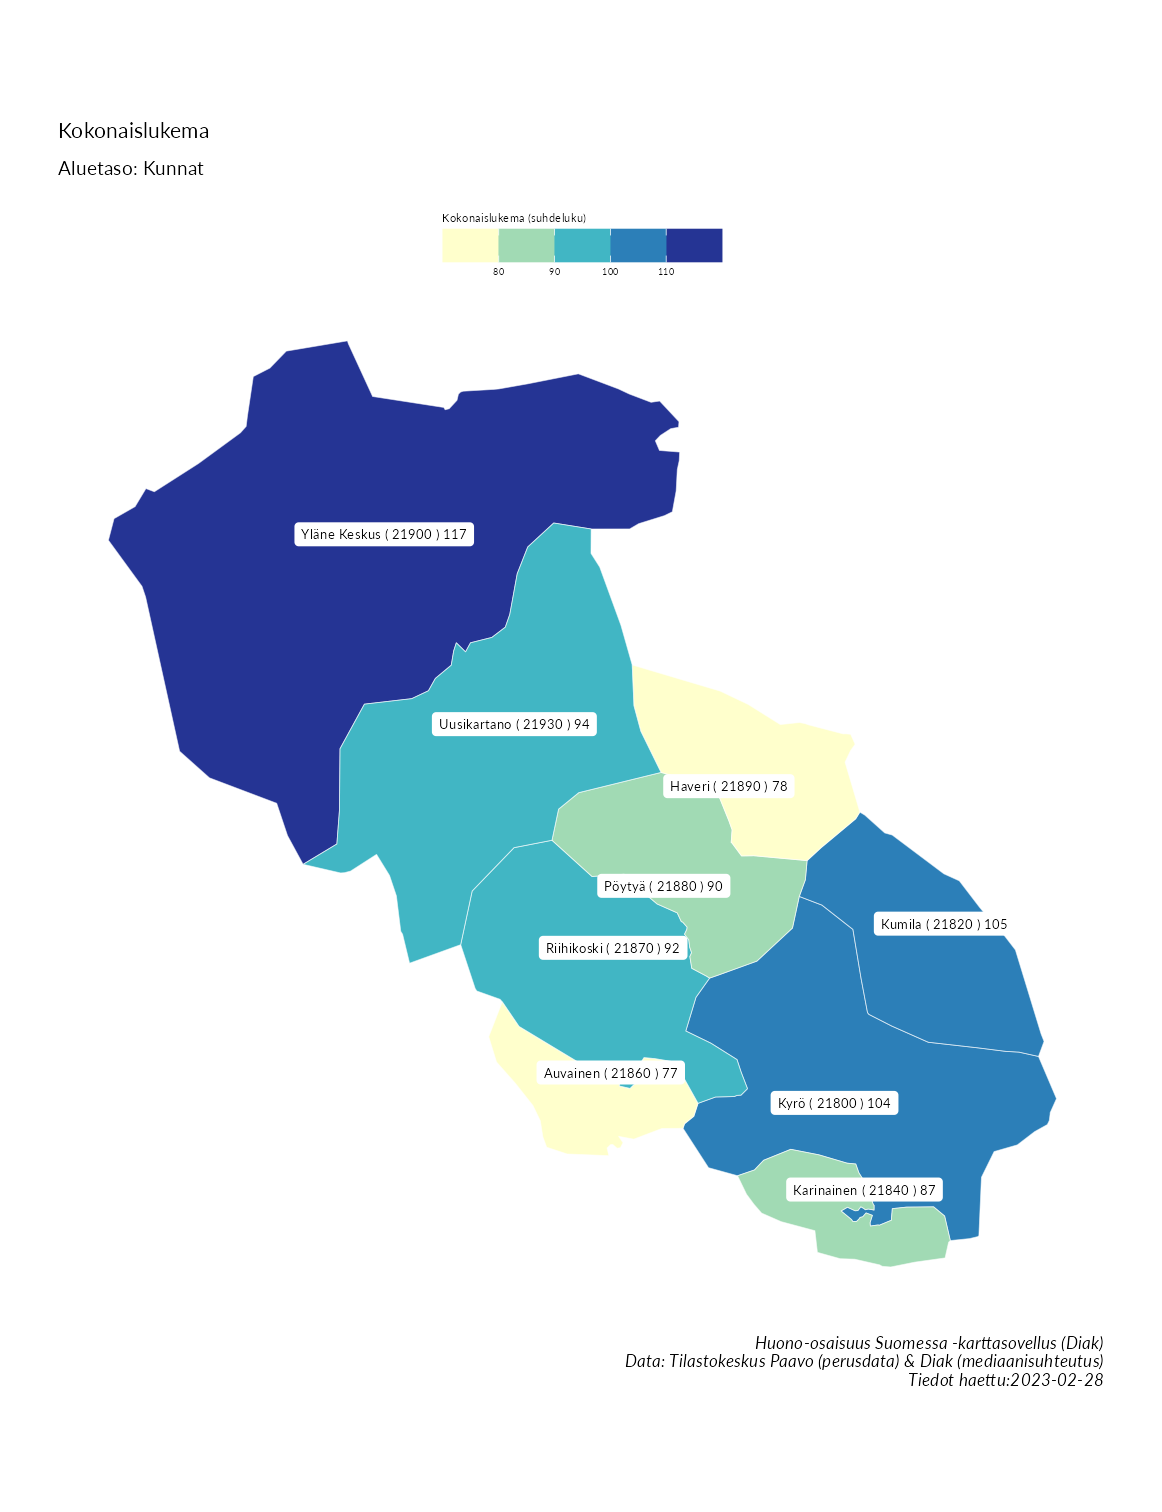 Kokonaislukema
Aluetaso: Kunnat
Kokonaislukema (suhdeluku)
80 90 100 110
Yläne Keskus ( 21900 ) 117
Uusikartano ( 21930 ) 94
Haveri ( 21890 ) 78
Pöytyä ( 21880 ) 90
Kumila ( 21820 ) 105
Riihikoski ( 21870 ) 92
Auvainen ( 21860 ) 77
Kyrö ( 21800 ) 104
Karinainen ( 21840 ) 87
Huono-osaisuus Suomessa -karttasovellus (Diak)
Data: Tilastokeskus Paavo (perusdata) & Diak (mediaanisuhteutus)
Tiedot haettu:2023-02-28